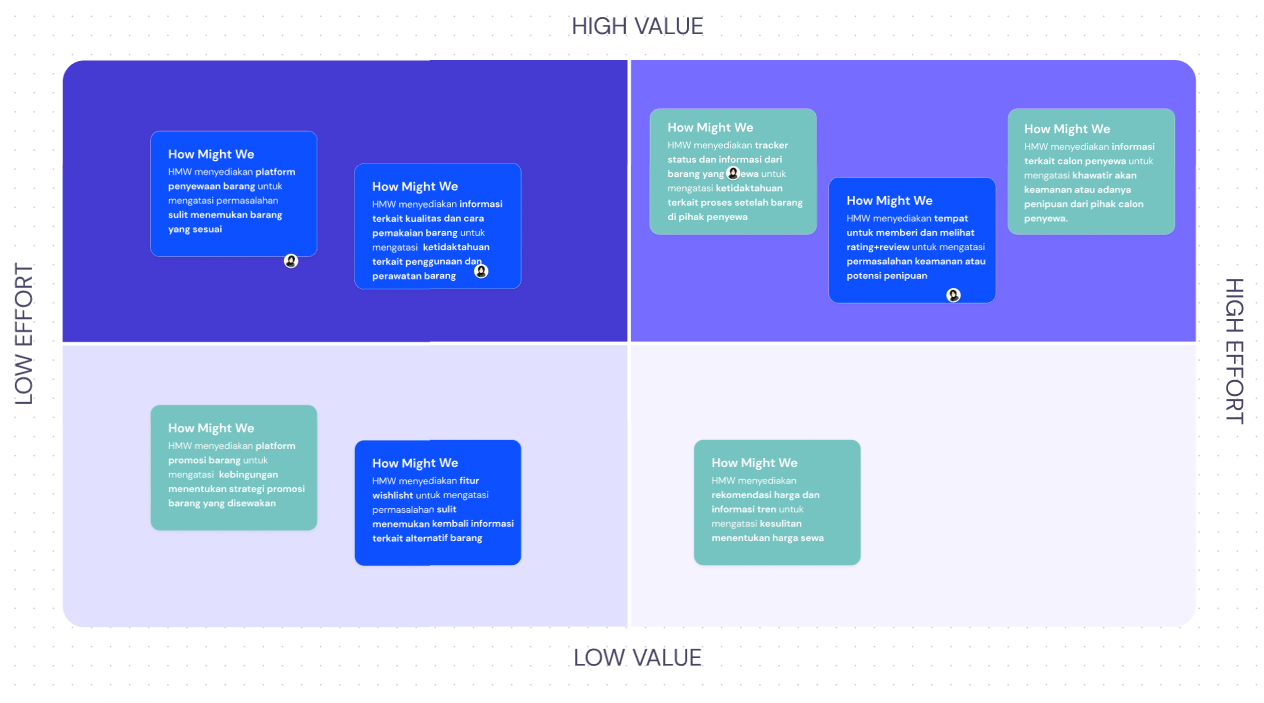 HIGH VALUE
LOW EFFORT
HIGH EFFORT
How Might We
HMW menyediakan platform
penyewaan barang untuk
mengatasi permasalahan
sulit menemukan barang
yang sesuai
How Might We
HMW menyediakan informasi
terkait kualitas dan cara
pemakaian barang untuk
mengatasi ketidaktahuan
terkait penggunaan dan
perawatan barang
How Might We
HMW menyediakan tracker
status dan informasi dari
barang yang ewa untuk
mengatasi ketidaktahuan
terkait proses setelah barang
di pihak penyewa
How Might We
HMW menyediakan tempat
untuk memberi dan melihat
rating+review untuk mengatasi
permasalahan keamanan atau
potensi penipuan
How Might We
HMW menyediakan informasi
terkait calon penyewa untuk
mengatasi khawatir akan
keamanan atau adanya
penipuan dari pihak calon
penyewa.
How Might We
HMW menyediakan platform
promosi barang untuk
mengatasi kebingungan
menentukan strategi promosi
barang yang disewakan
How Might We
HMW menyediakan fitur
wishlisht untuk mengatasi
permasalahan sulit
menemukan kembali informasi
terkait alternatif barang
How Might We
HMW menyediakan
rekomendasi harga dan
informasi tren untuk
mengatasi kesulitan
menentukan harga sewa
LOW VALUE